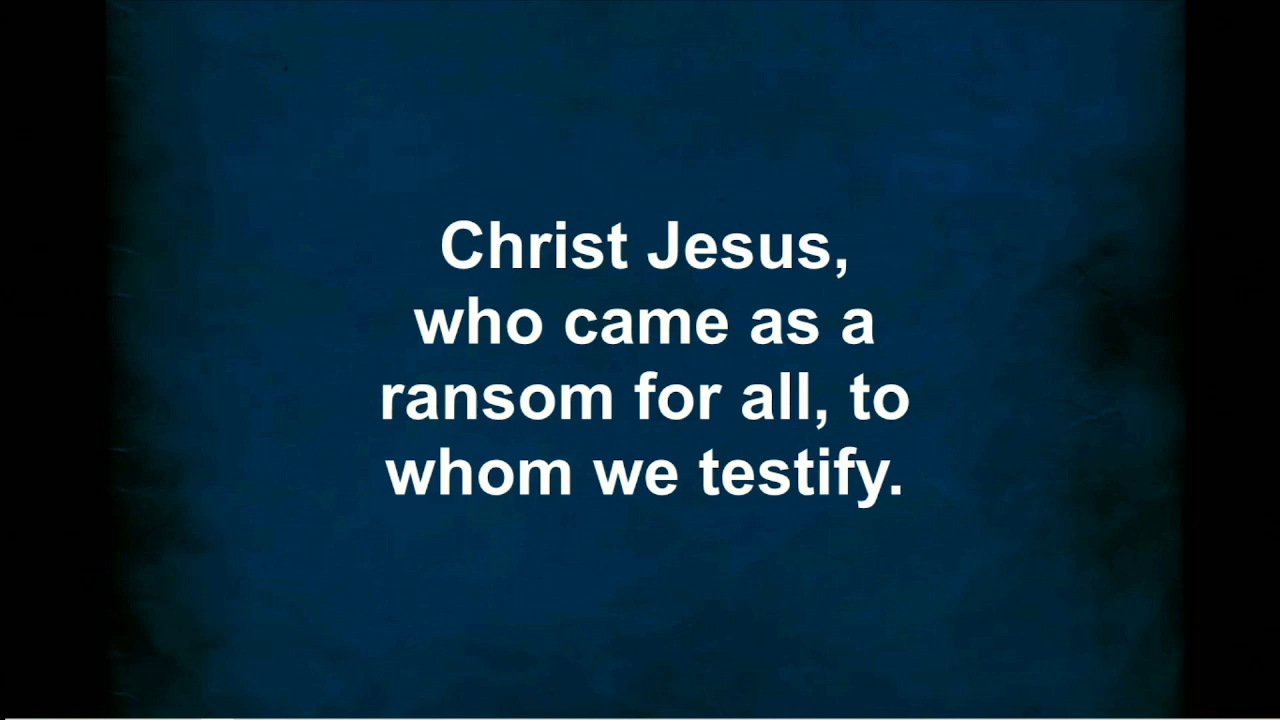 Christ Jesus,
who came as a
ransom for all, to
whom we testify.